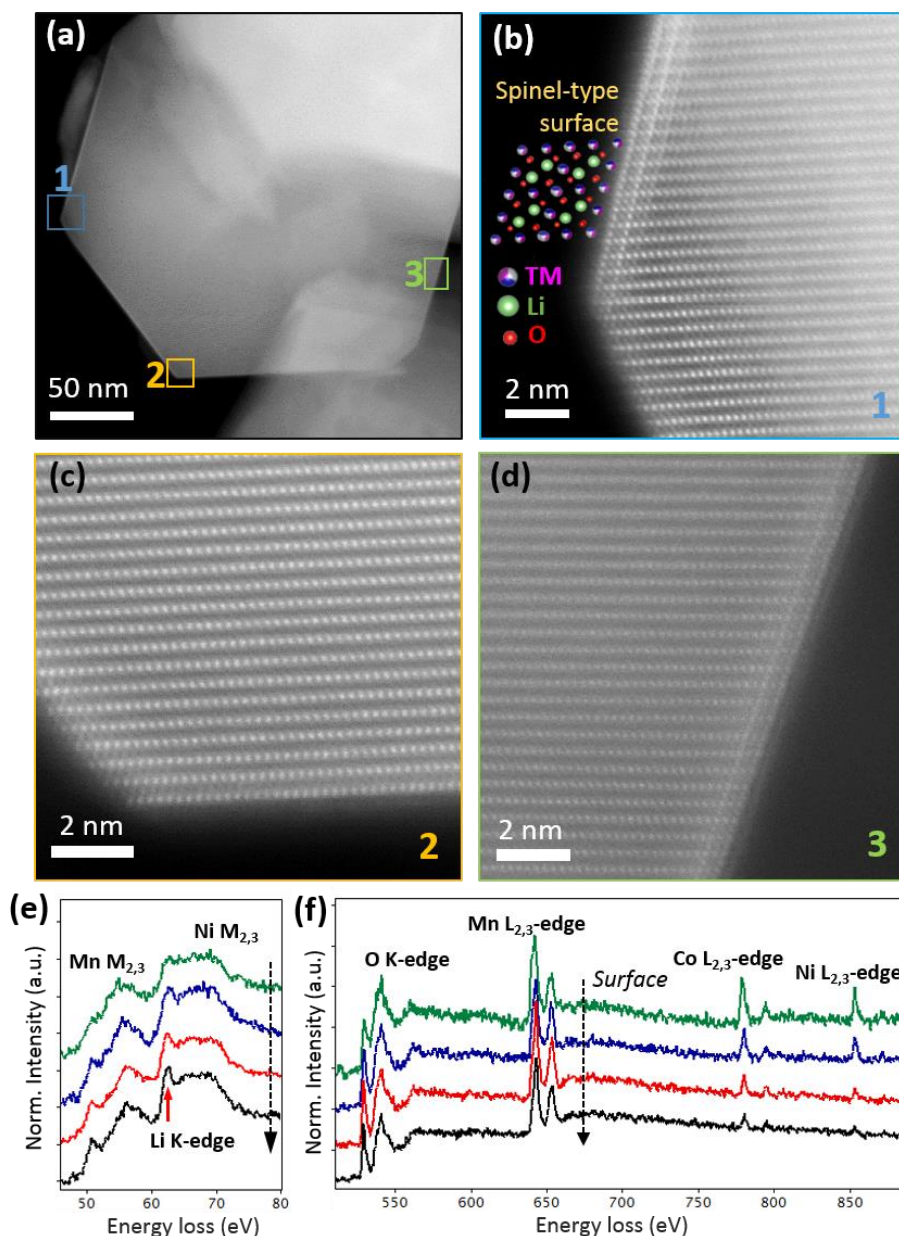 (a)
1
3
2
50 nm
(b)
Spinel-type
surface
TM
Li
O
2 nm
1
(c)
2 nm
2
(d)
2 nm
3
(e)
Ni M2,3
Mn M2,3
Li K-edge
Norm. Intensity (a.u.)
50 60 70 80
Energy loss (eV)
(f)
Mn L2,3-edge
O K-edge
Surface
Co L2,3-edge
Ni L2,3-edge
Norm. Intensity (a.u.)
550 600 650 700 750 800 850
Energy loss (eV)